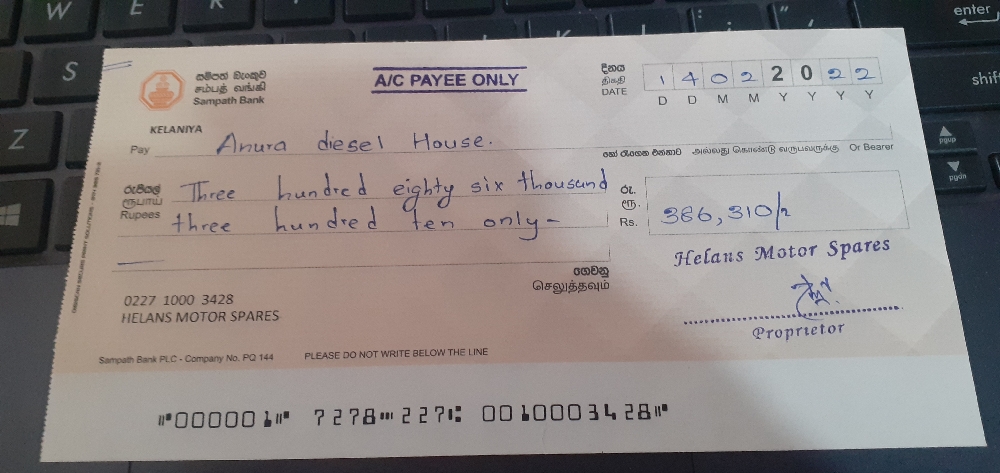 සම්පත් බැංකුව
சம்பத் வங்கி
Sampath Bank
A/C PAYEE ONLY
දිනය
திகதி
DATE
1 4 0 2 2 0 2 2
D D M M Y Y Y Y
KELANIYA
Pay Anura diesel House.
හෝ රැගෙන එන්නාට அல்லது கொண்டு வருபவருக்கு Or Bearer
රුපියල්
ரூபாய்
Rupees
Three hundred eighty six thousand
three hundred ten only-
රු.
ரூ.
Rs.
386,310/-
Helans Motor Spares
ගෙවනු
செலுத்தவும்
Proprietor
0227 1000 3428
HELANS MOTOR SPARES
Sampath Bank PLC - Company No. PQ 144 PLEASE DO NOT WRITE BELOW THE LINE
⑈000001⑈ 7278⑉227⑆ 0010003428⑈
W E
S
Z
enter
shift
pgup
pgdn